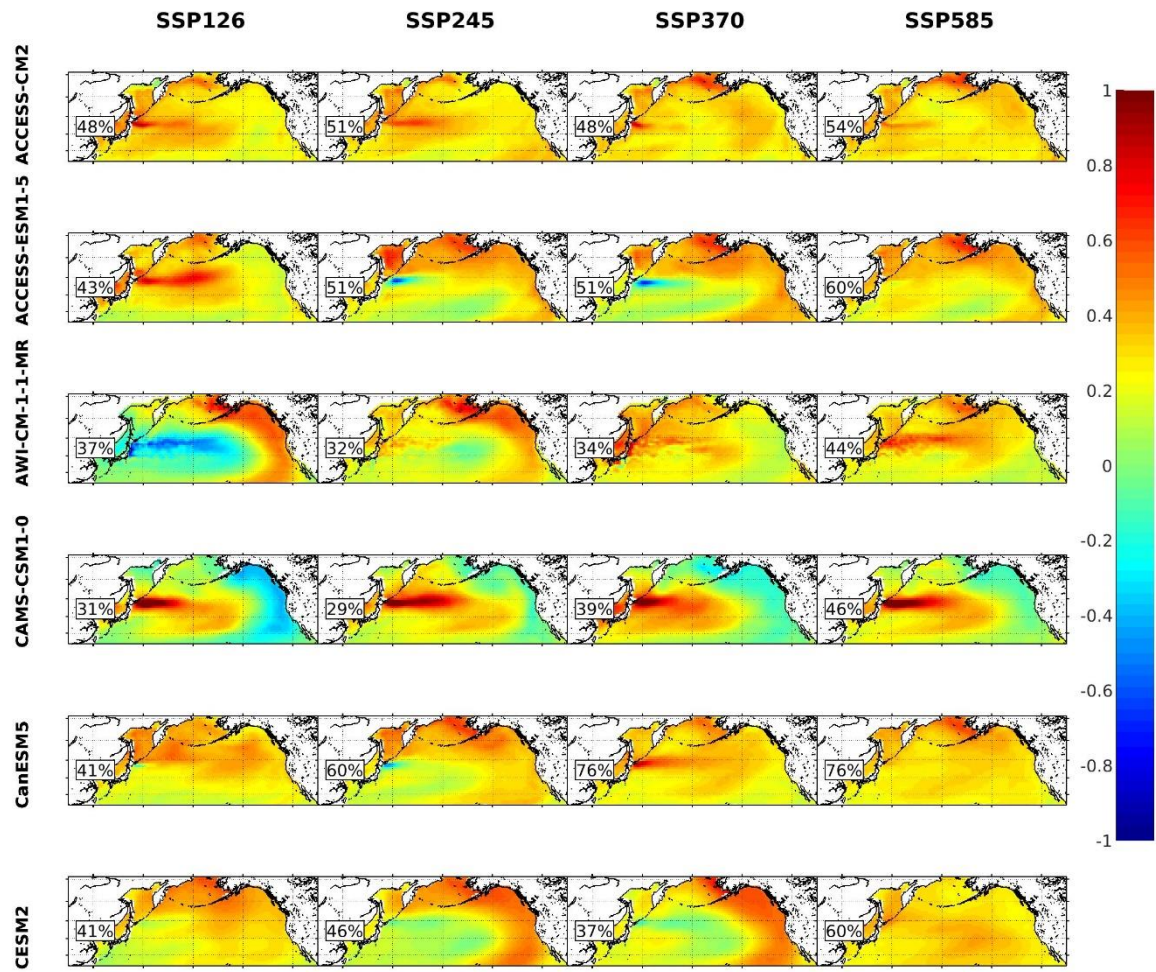 SSP126 SSP245 SSP370 SSP585
ACCESS-CM2
48% 51% 48% 54%
ACCESS-ESM1-5
43% 51% 51% 60%
AWI-CM-1-1-MR
37% 32% 34% 44%
CAMS-CSM1-0
31% 29% 39% 46%
CanESM5
41% 60% 76% 76%
CESM2
41% 46% 37% 60%
1
0.8
0.6
0.4
0.2
0
-0.2
-0.4
-0.6
-0.8
-1